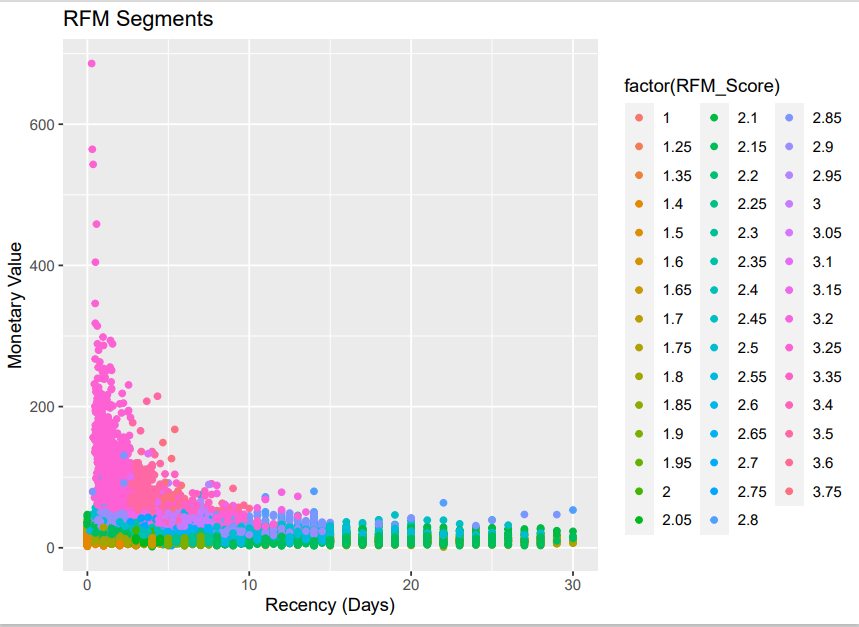 RFM Segments
Monetary Value
600
400
200
0
0 10 20 30
Recency (Days)
factor(RFM_Score)
1 2.1 2.85
1.25 2.15 2.9
1.35 2.2 2.95
1.4 2.25 3
1.5 2.3 3.05
1.6 2.35 3.1
1.65 2.4 3.15
1.7 2.45 3.2
1.75 2.5 3.25
1.8 2.55 3.35
1.85 2.6 3.4
1.9 2.65 3.5
1.95 2.7 3.6
2 2.75 3.75
2.05 2.8